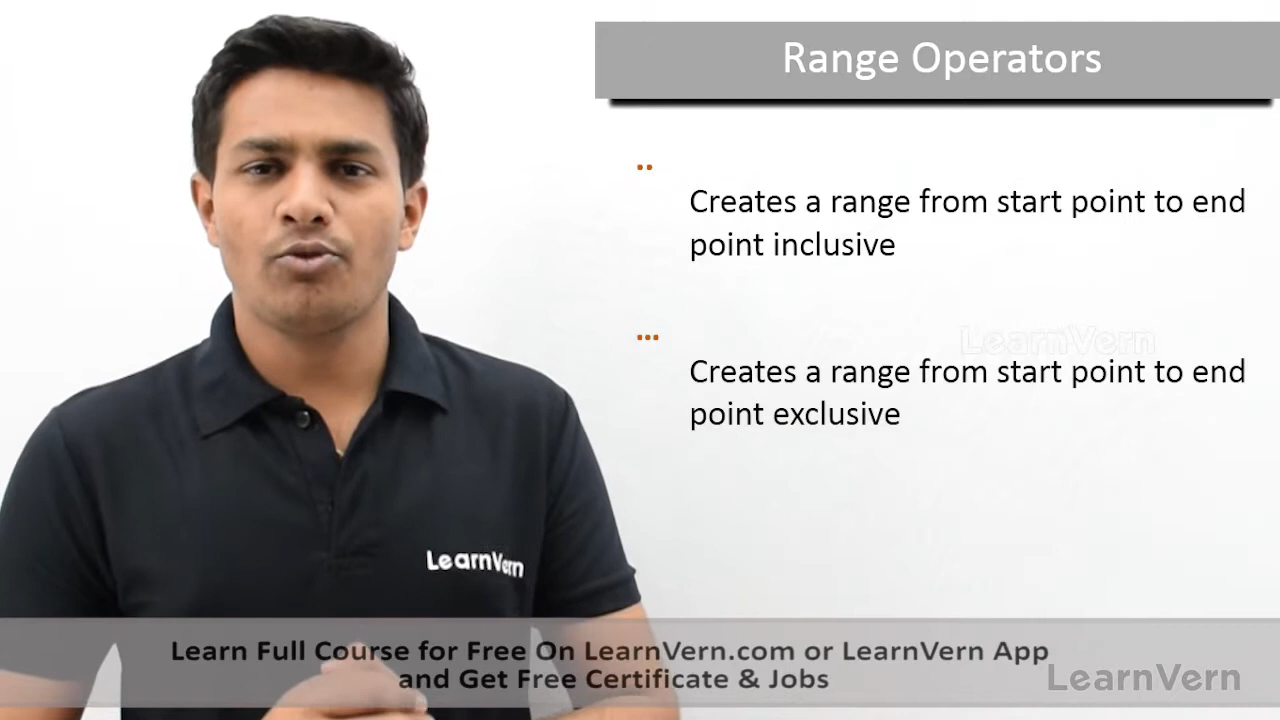 Range Operators
..
Creates a range from start point to end
point inclusive
...
LearnVern
Creates a range from start point to end
point exclusive
LearnVern
Learn Full Course for Free On LearnVern.com or LearnVern App
and Get Free Certificate & Jobs
LearnVern